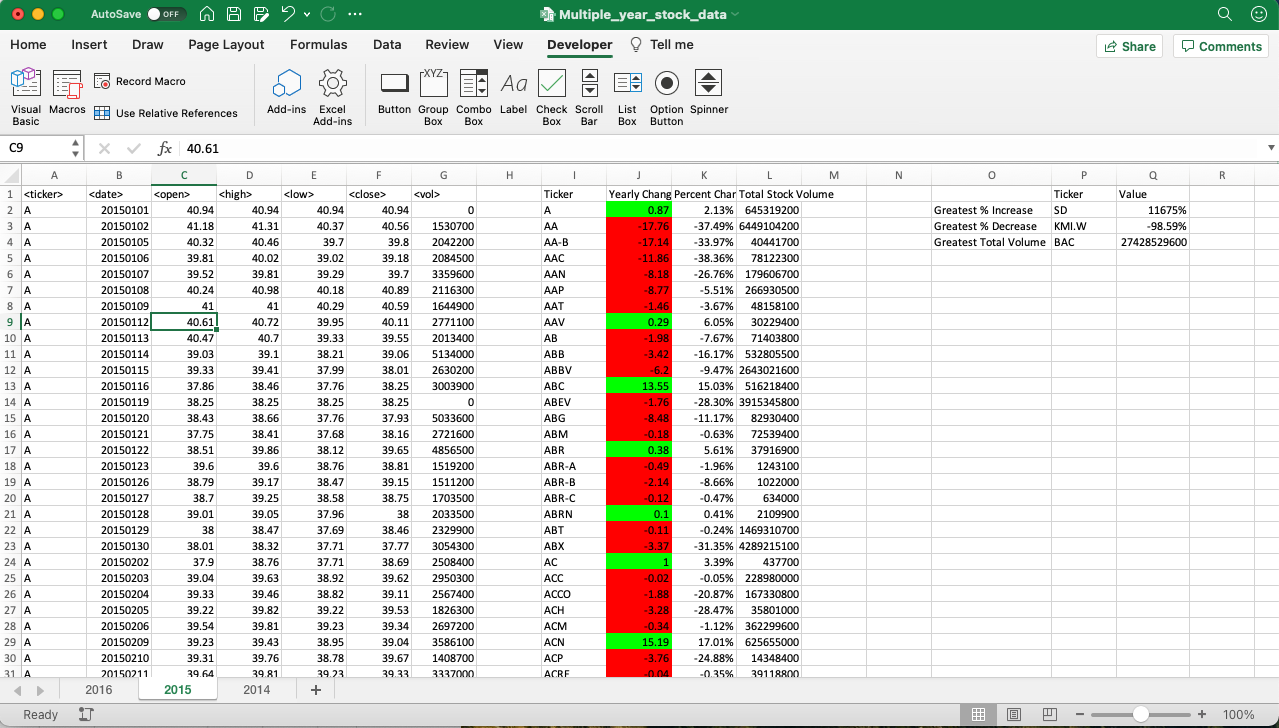 AutoSave OFF Multiple_year_stock_data
Home Insert Draw Page Layout Formulas Data Review View Developer Tell me Share Comments
Visual Basic Macros Record Macro Use Relative References Add-ins Excel Add-ins Button XYZ Group Box Combo Box Aa Label Check Box Scroll Bar List Box Option Button Spinner
C9 fx 40.61
A B C D E F G H I J K L M N O P Q R
1 <ticker> <date> <open> <high> <low> <close> <vol> Ticker Yearly Chang Percent Char Total Stock Volume Ticker Value
2 A 20150101 40.94 40.94 40.94 40.94 0 A 0.87 2.13% 645319200 Greatest % Increase SD 11675%
3 A 20150102 41.18 41.31 40.37 40.56 1530700 AA -17.76 -37.49% 6449104200 Greatest % Decrease KMI.W -98.59%
4 A 20150105 40.32 40.46 39.7 39.8 2042200 AA-B -17.14 -33.97% 40441700 Greatest Total Volume BAC 27428529600
5 A 20150106 39.81 40.02 39.02 39.18 2084500 AAC -11.86 -38.36% 78122300
6 A 20150107 39.52 39.81 39.29 39.7 3359600 AAN -8.18 -26.76% 179606700
7 A 20150108 40.24 40.98 40.18 40.89 2116300 AAP -8.77 -5.51% 266930500
8 A 20150109 41 41 40.29 40.59 1644900 AAT -1.46 -3.67% 48158100
9 A 20150112 40.61 40.72 39.95 40.11 2771100 AAV 0.29 6.05% 30229400
10 A 20150113 40.47 40.7 39.33 39.55 2013400 AB -1.98 -7.67% 71403800
11 A 20150114 39.03 39.1 38.21 39.06 5134000 ABB -3.42 -16.17% 532805500
12 A 20150115 39.33 39.41 37.99 38.01 2630200 ABBV -6.2 -9.47% 2643021600
13 A 20150116 37.86 38.46 37.76 38.25 3003900 ABC 13.55 15.03% 516218400
14 A 20150119 38.25 38.25 38.25 38.25 0 ABEV -1.76 -28.30% 3915345800
15 A 20150120 38.43 38.66 37.76 37.93 5033600 ABG -8.48 -11.17% 82930400
16 A 20150121 37.75 38.41 37.68 38.16 2721600 ABM -0.18 -0.63% 72539400
17 A 20150122 38.51 39.86 38.12 39.65 4856500 ABR 0.38 5.61% 37916900
18 A 20150123 39.6 39.6 38.76 38.81 1519200 ABR-A -0.49 -1.96% 1243100
19 A 20150126 38.79 39.17 38.47 39.15 1511200 ABR-B -2.14 -8.66% 1022000
20 A 20150127 38.7 39.25 38.58 38.75 1703500 ABR-C -0.12 -0.47% 634000
21 A 20150128 39.01 39.05 37.96 38 2033500 ABRN 0.1 0.41% 2109900
22 A 20150129 38 38.47 37.69 38.46 2329900 ABT -0.11 -0.24% 1469310700
23 A 20150130 38.01 38.32 37.71 37.77 3054300 ABX -3.37 -31.35% 4289215100
24 A 20150202 37.9 38.76 37.71 38.69 2508400 AC 1 3.39% 437700
25 A 20150203 39.04 39.63 38.92 39.62 2950300 ACC -0.02 -0.05% 228980000
26 A 20150204 39.33 39.46 38.82 39.11 2567400 ACCO -1.88 -20.87% 167330800
27 A 20150205 39.22 39.82 39.22 39.53 1826300 ACH -3.28 -28.47% 35801000
28 A 20150206 39.54 39.81 39.23 39.34 2697200 ACM -0.34 -1.12% 362299600
29 A 20150209 39.23 39.43 38.95 39.04 3586100 ACN 15.19 17.01% 625655000
30 A 20150210 39.31 39.76 38.78 39.67 1408700 ACP -3.76 -24.88% 14348400
31 A 20150211 39.64 39.81 39.23 39.33 3337000 ACRE -0.04 -0.35% 39118800
2016 2015 2014 +
Ready 100%